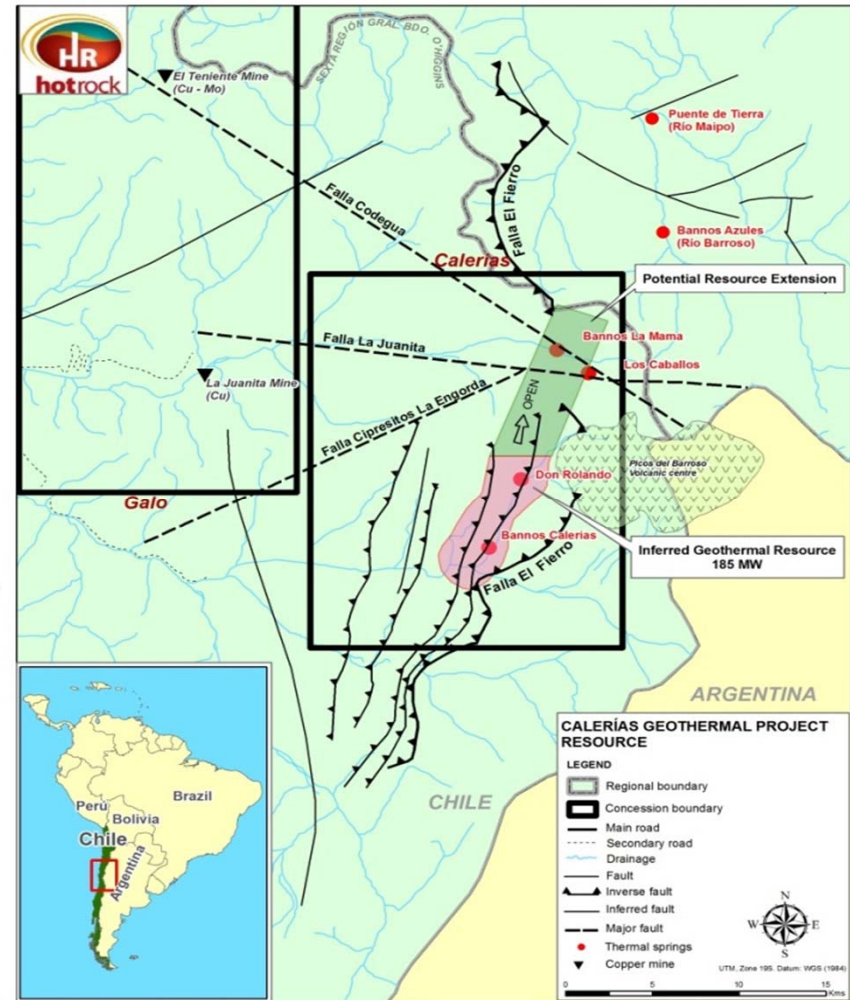 HR
hotrock
El Teniente Mine
(Cu - Mo)
SEXTA REGIÓN GRAL BDO. O'HIGGINS
Puente de Tierra
(Río Maipo)
Falla El Fierro
Falla Codegua
Bannos Azules
(Río Barroso)
Calerías
Potential Resource Extension
Falla La Juanita
Bannos La Mama
Los Caballos
La Juanita Mine
(Cu)
OPEN
Falla Cipresitos La Engorda
Picos del Barroso
Volcanic centre
Don Rolando
Galo
Bannos Calerias
Inferred Geothermal Resource
185 MW
Falla El Fierro
ARGENTINA
CHILE
Perú
Brazil
Bolivia
Chile
Argentina
CALERÍAS GEOTHERMAL PROJECT
RESOURCE
LEGEND
Regional boundary
Concession boundary
Main road
Secondary road
Drainage
Fault
Inverse fault
Inferred fault
Major fault
Thermal springs
Copper mine
N
W
E
S
UTM, Zone 19S. Datum: WGS (1984)
0 5 10 15
Kms